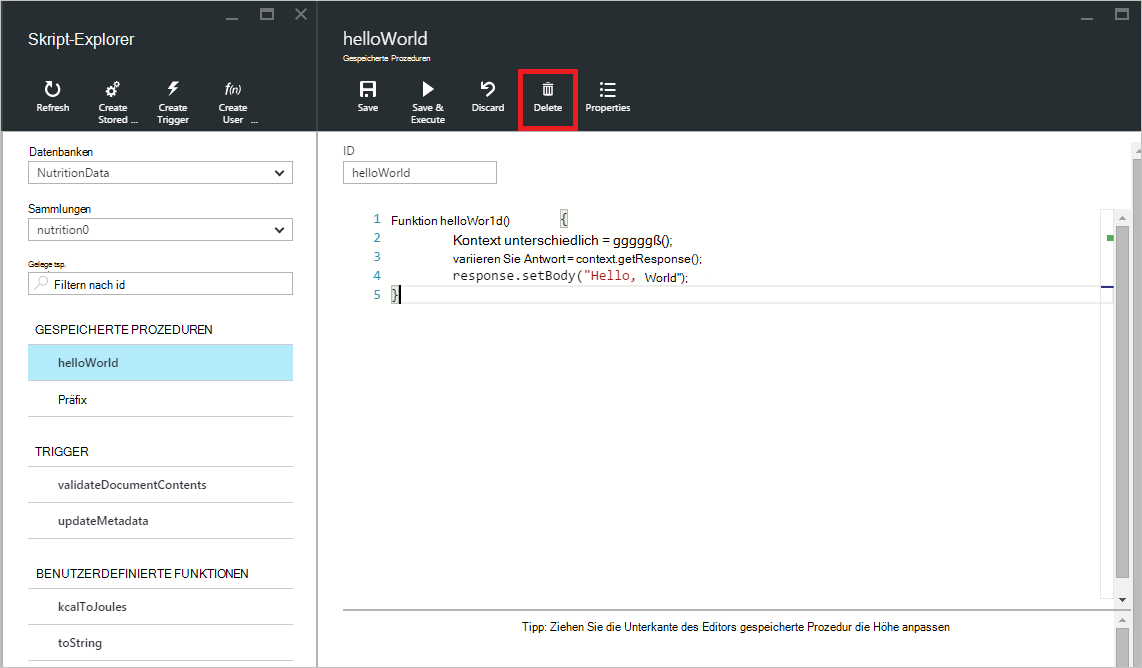 Skript-Explorer
Refresh
Create Stored ...
Create Trigger
f(n)
Create User ...
Datenbanken
NutritionData
Sammlungen
nutrition0
Gelege tsp.
Filtern nach id
GESPEICHERTE PROZEDUREN
helloWorld
Präfix
TRIGGER
validateDocumentContents
updateMetadata
BENUTZERDEFINIERTE FUNKTIONEN
kcalToJoules
toString
helloWorld
Gespeicherte Prozeduren
Save
Save & Execute
Discard
Delete
Properties
ID
helloWorld
1 Funktion helloWor1d() {
2 Kontext unterschiedlich = gggggß();
3 variieren Sie Antwort = context.getResponse();
4 response.setBody("Hello, World");
5 }
Tipp: Ziehen Sie die Unterkante des Editors gespeicherte Prozedur die Höhe anpassen